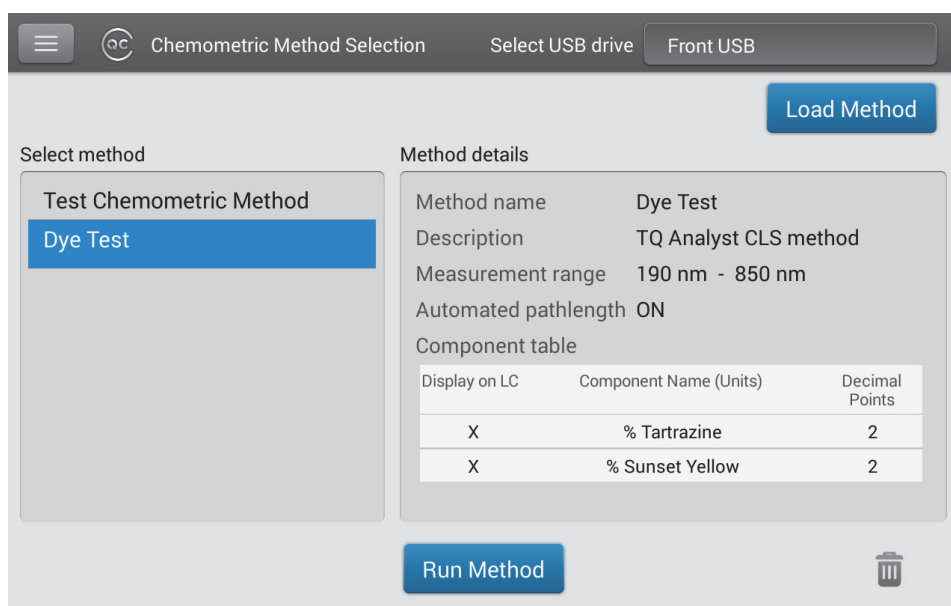 QC Chemometric Method Selection Select USB drive Front USB
Load Method
Select method
Test Chemometric Method
Dye Test
Method details
Method name Dye Test
Description TQ Analyst CLS method
Measurement range 190 nm - 850 nm
Automated pathlength ON
Component table
Display on LC Component Name (Units) Decimal Points
X % Tartrazine 2
X % Sunset Yellow 2
Run Method